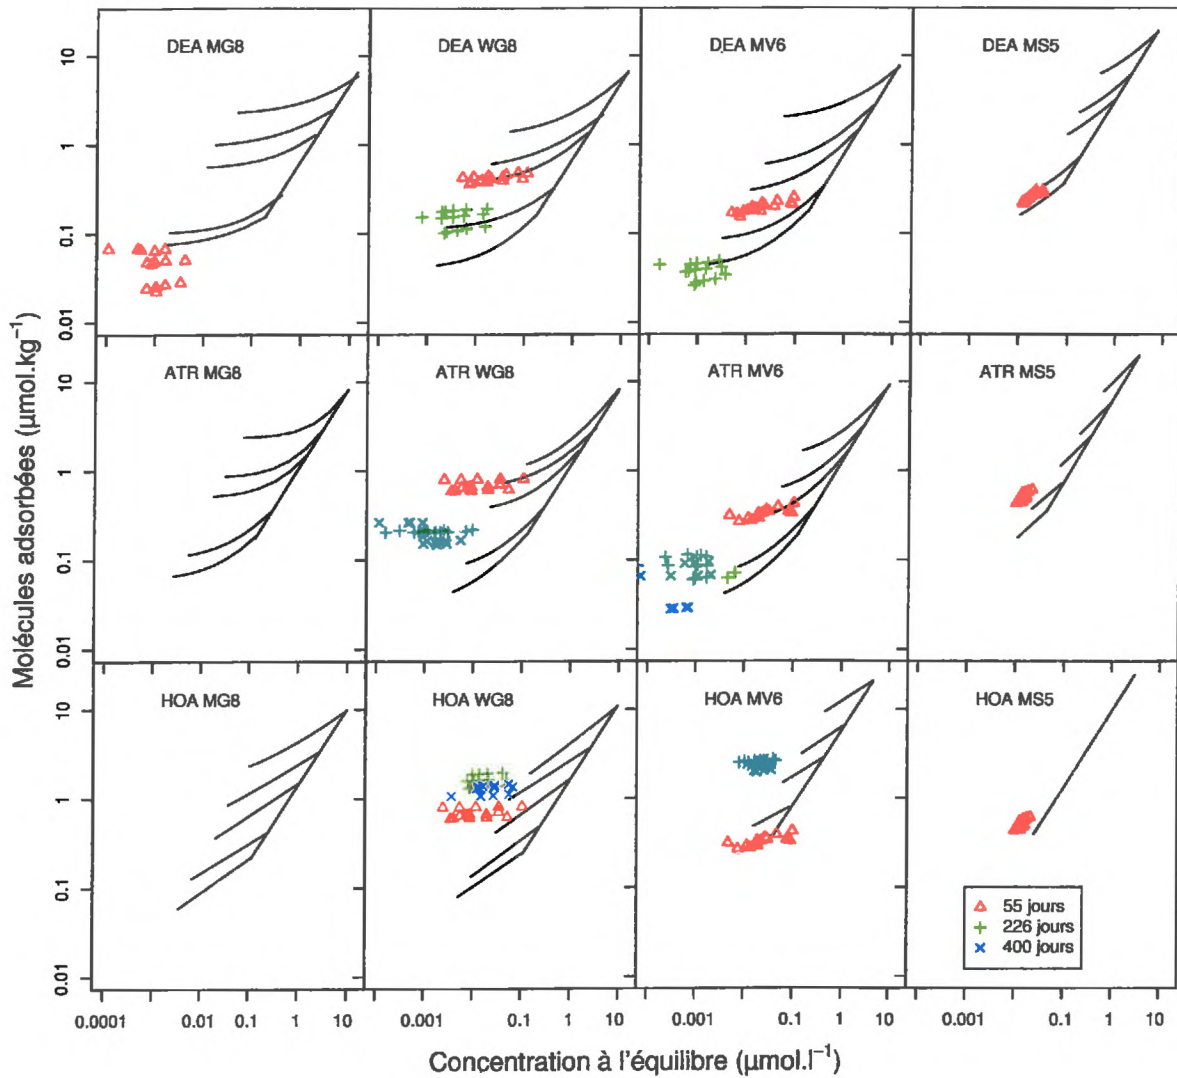 DEA MG8
DEA WG8
DEA MV6
DEA MS5
10
1
0.1
0.01
ATR MG8
ATR WG8
ATR MV6
ATR MS5
10
1
0.1
0.01
HOA MG8
HOA WG8
HOA MV6
HOA MS5
10
1
0.1
0.01
55 jours
226 jours
400 jours
0.0001 0.01 0.1 1 10
0.001 0.1 1 10
0.001 0.1 1 10
0.001 0.01 0.1 1 10
Concentration à l'équilibre (µmol.l⁻¹)
Molécules adsorbées (µmol.kg⁻¹)